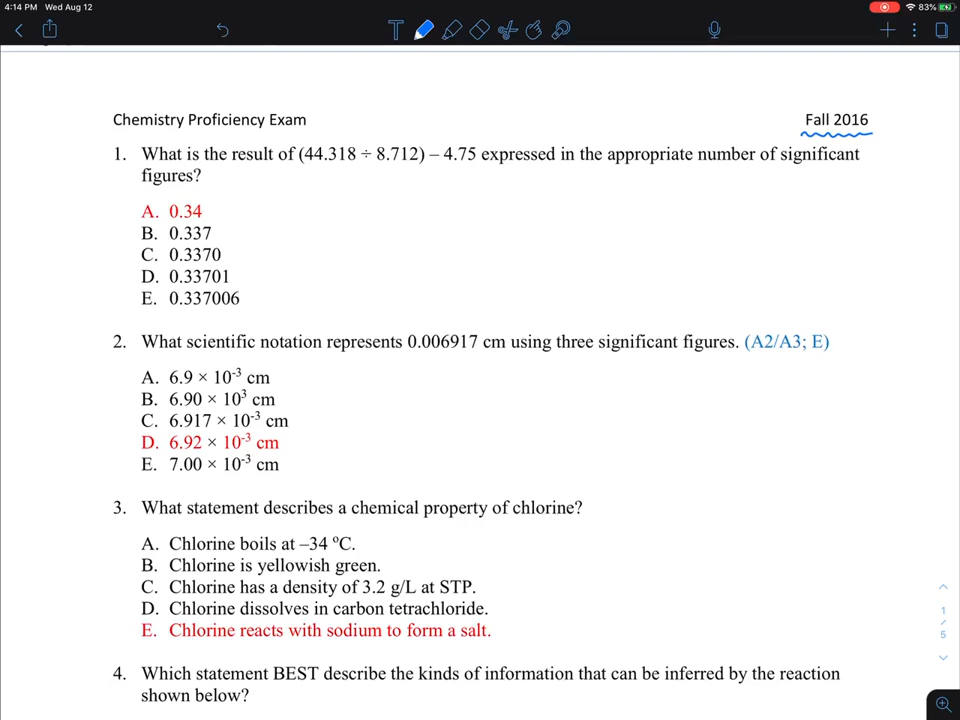 4:14 PM Wed Aug 12 83%
Chemistry Proficiency Exam Fall 2016
1. What is the result of (44.318 ÷ 8.712) – 4.75 expressed in the appropriate number of significant
figures?
A. 0.34
B. 0.337
C. 0.3370
D. 0.33701
E. 0.337006
2. What scientific notation represents 0.006917 cm using three significant figures. (A2/A3; E)
A. 6.9 × 10⁻³ cm
B. 6.90 × 10³ cm
C. 6.917 × 10⁻³ cm
D. 6.92 × 10⁻³ cm
E. 7.00 × 10⁻³ cm
3. What statement describes a chemical property of chlorine?
A. Chlorine boils at –34 ºC.
B. Chlorine is yellowish green.
C. Chlorine has a density of 3.2 g/L at STP.
D. Chlorine dissolves in carbon tetrachloride.
E. Chlorine reacts with sodium to form a salt.
1
/
5
4. Which statement BEST describe the kinds of information that can be inferred by the reaction
shown below?